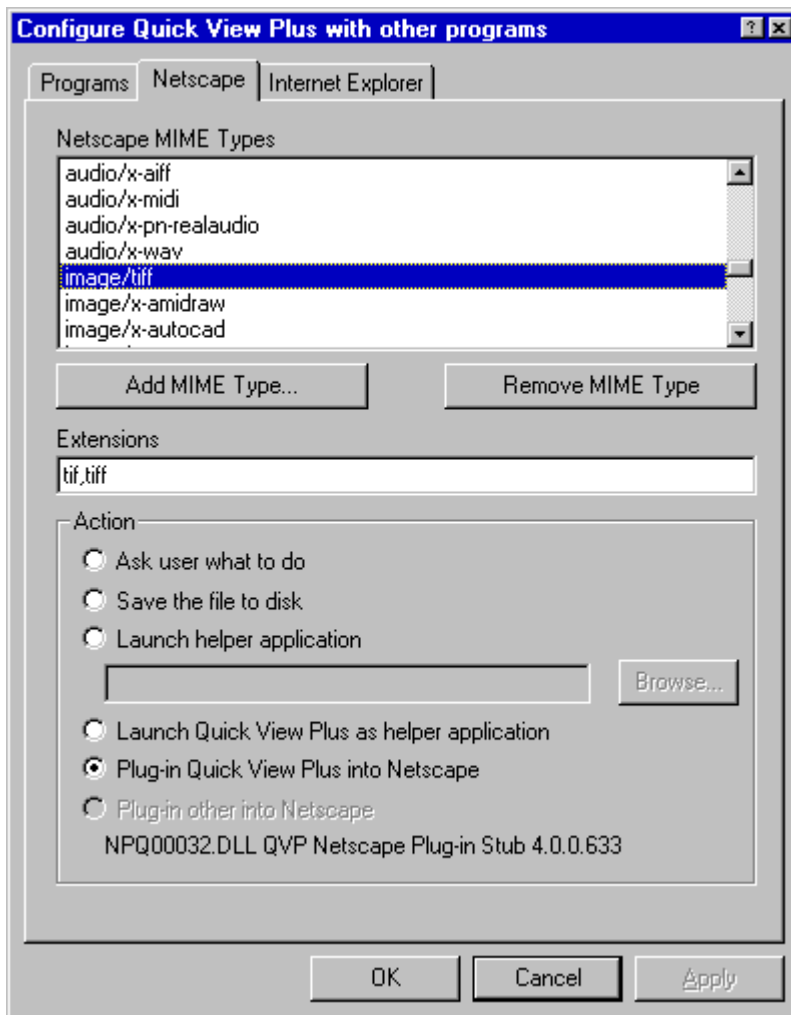 Configure Quick View Plus with other programs
Programs Netscape Internet Explorer
Netscape MIME Types
audio/x-aiff
audio/x-midi
audio/x-pn-realaudio
audio/x-wav
image/tiff
image/x-amidraw
image/x-autocad
Add MIME Type... Remove MIME Type
Extensions
tif,tiff
Action
Ask user what to do
Save the file to disk
Launch helper application
Browse...
Launch Quick View Plus as helper application
Plug-in Quick View Plus into Netscape
Plug-in other into Netscape
NPQ00032.DLL QVP Netscape Plug-in Stub 4.0.0.633
OK Cancel Apply